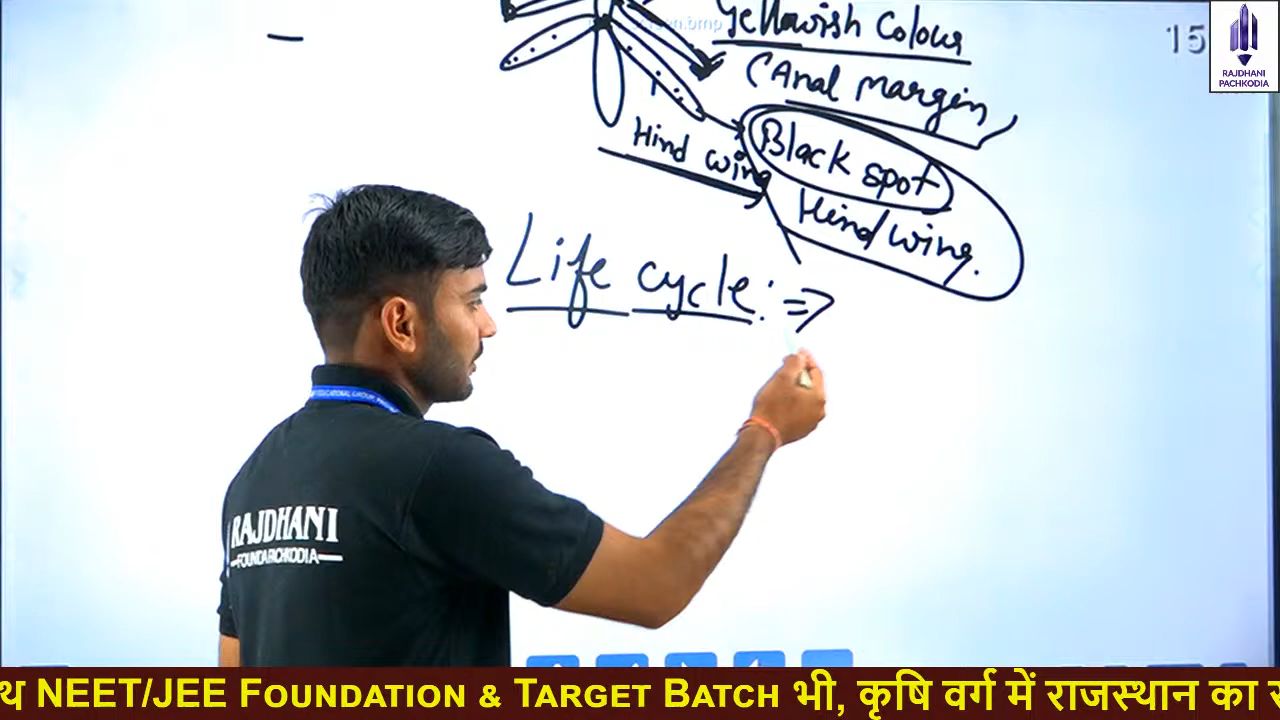 Yellowish Colour
15
RAJDHANI
PACHKODIA
(Anal margin)
Black spot
Hind wing
Hind wing.
Life cycle:⇒
RAJDHANI
NEET/JEE FOUNDATION & TARGET BATCH भी, कृषि वर्ग में राजस्थान का